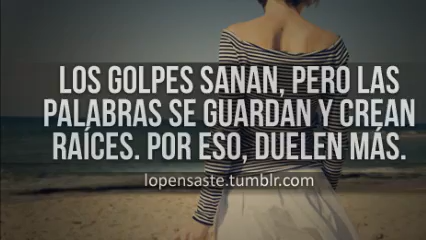 LOS GOLPES SANAN, PERO LAS
PALABRAS SE GUARDAN Y CREAN
RAÍCES. POR ESO, DUELEN MÁS.
lopensaste.tumblr.com